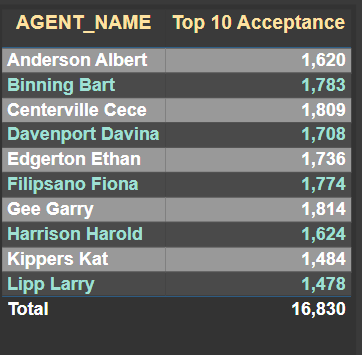 AGENT_NAME Top 10 Acceptance
Anderson Albert 1,620
Binning Bart 1,783
Centerville Cece 1,809
Davenport Davina 1,708
Edgerton Ethan 1,736
Filipsano Fiona 1,774
Gee Garry 1,814
Harrison Harold 1,624
Kippers Kat 1,484
Lipp Larry 1,478
Total 16,830